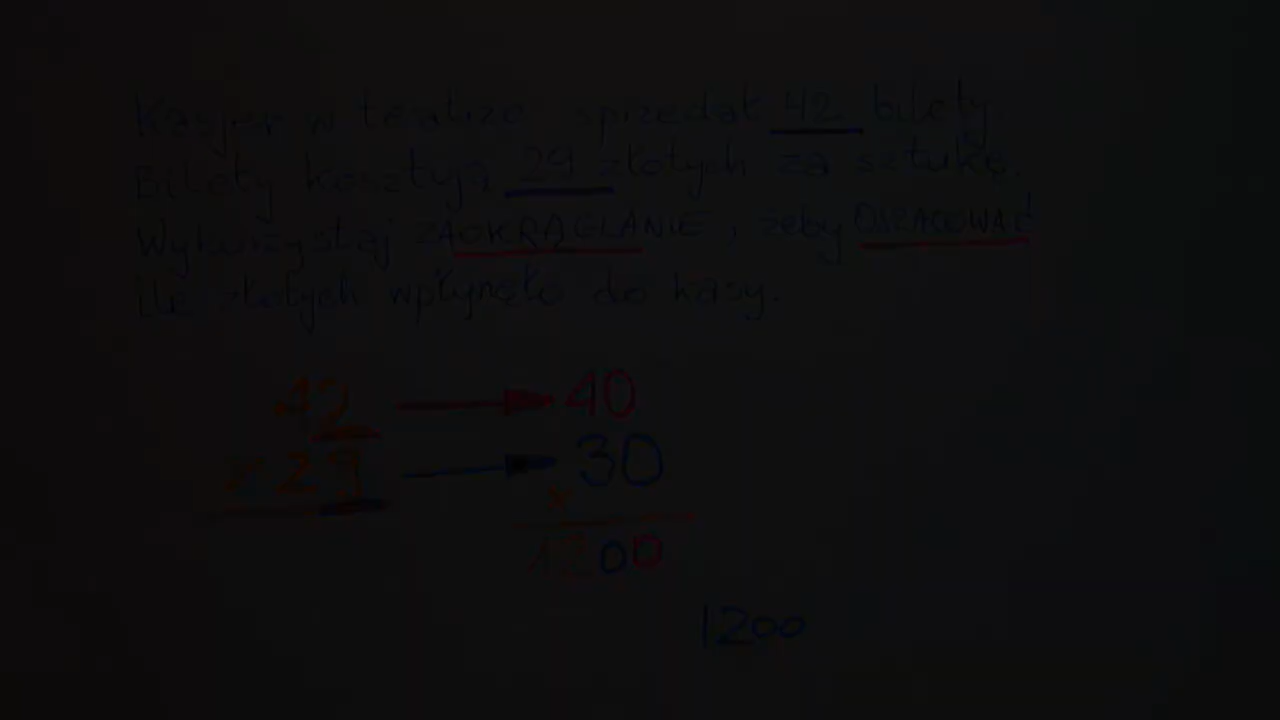 Kasjer w teatrze sprzedał 42 bilety.
Bilety kosztują 29 złotych za sztukę.
Wykorzystaj ZAOKRĄGLANIE, żeby OSZACOWAĆ
ile złotych wpłynęło do kasy.
42 → 40
x 29 → 30
x
1200
1200